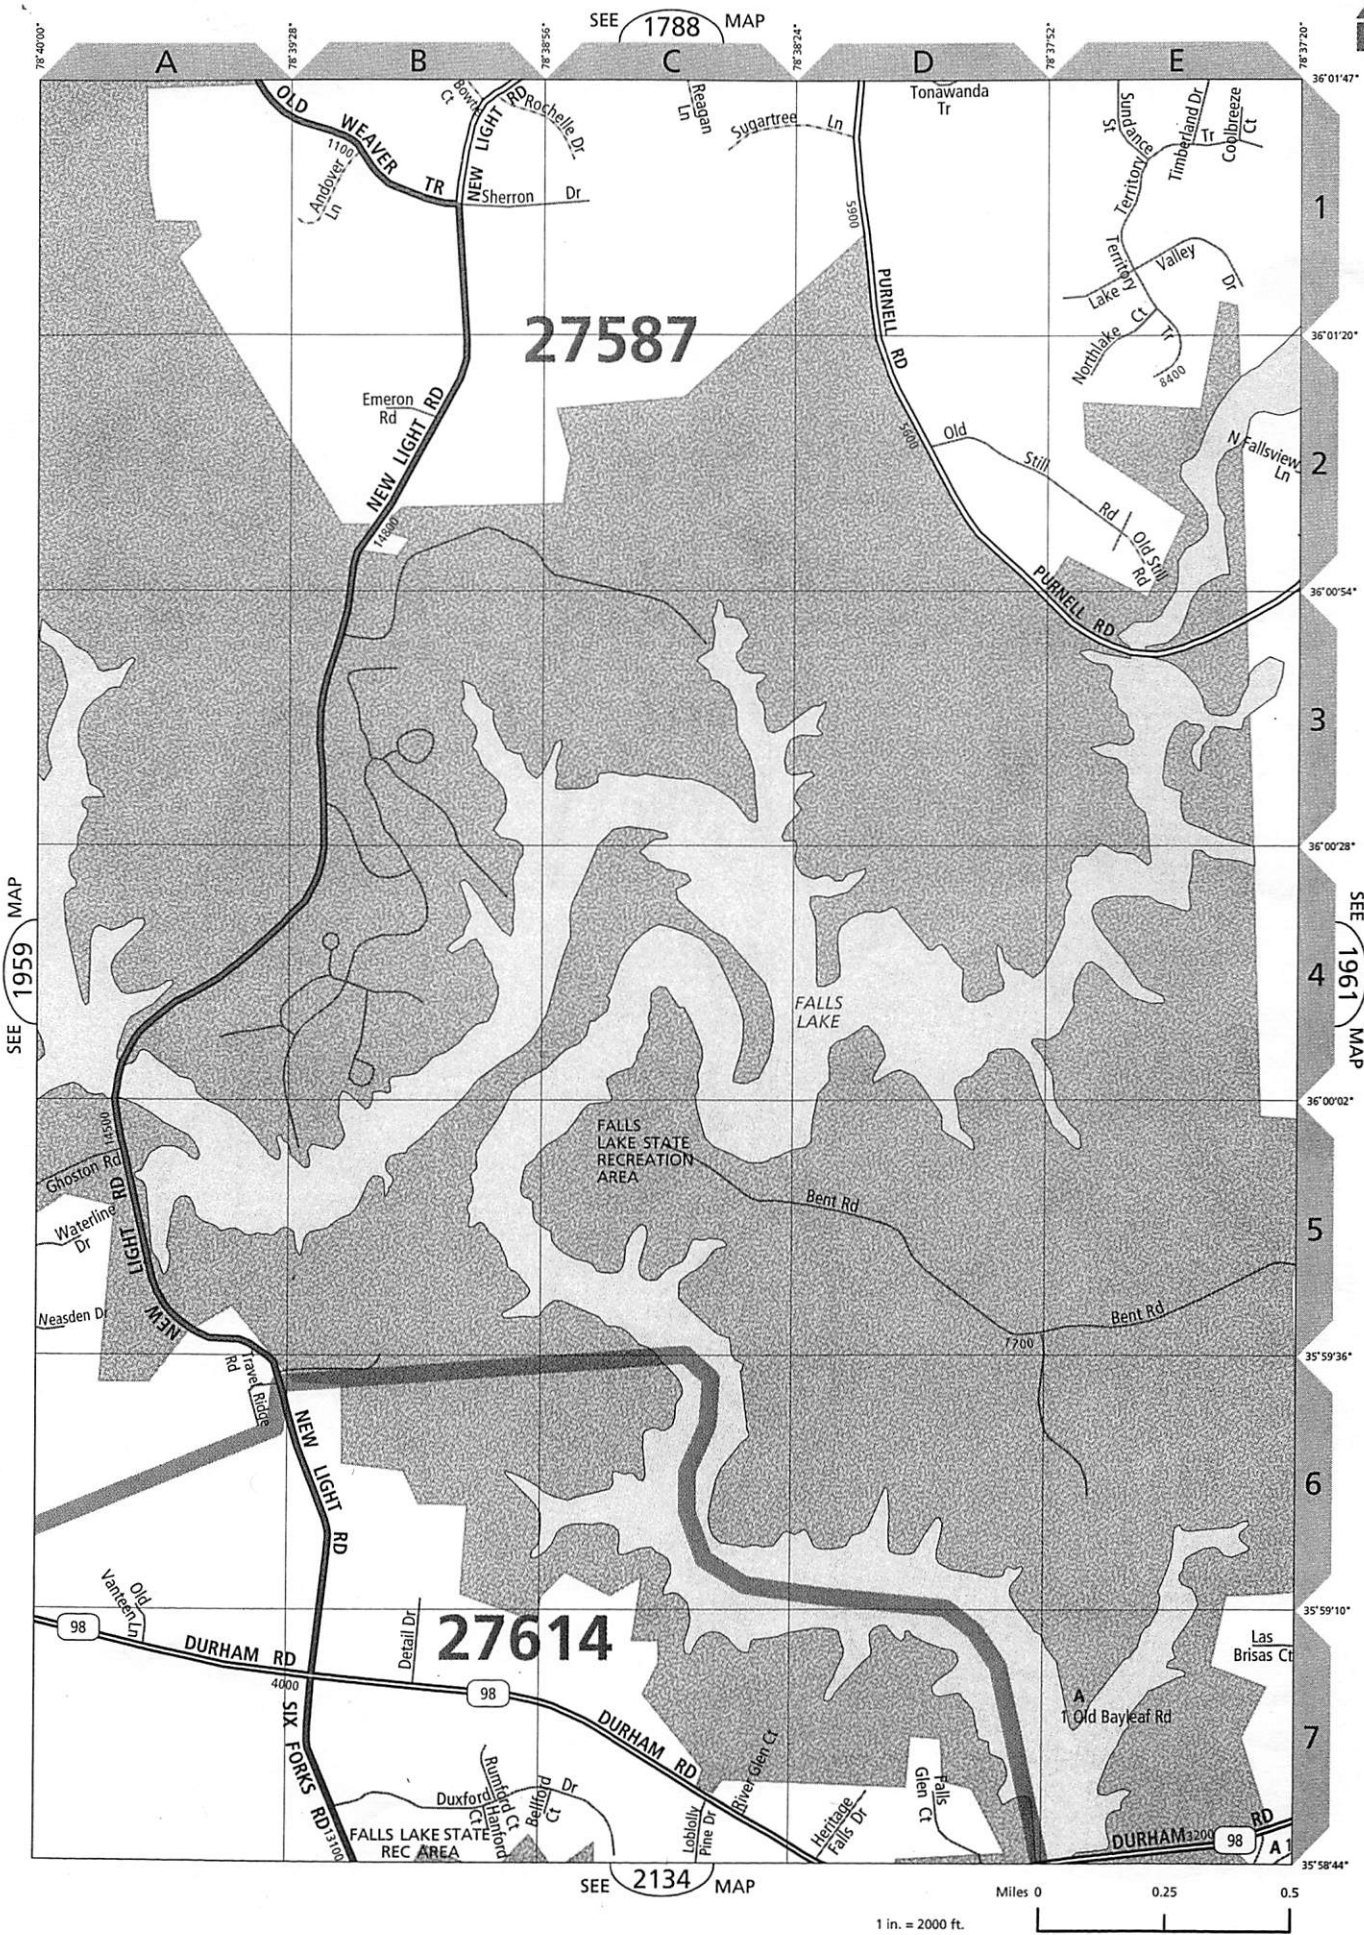 SEE 1788 MAP
78°40'00"
78°39'28"
78°38'56"
78°38'24"
78°37'52"
78°37'20"
A
B
C
D
E
36°01'47"
OLD WEAVER TR
1100
Andover
Ln
Bowm
Ct
NEW LIGHT RD
Rochelle Dr
Sherron Dr
Reagan
Ln
Sugartree Ln
Tonawanda
Tr
Sundance
St
Timberland Dr
Coolbreeze
Ct
Territory Tr
1
5900
PURNELL RD
Territory
Tr
Lake Valley Dr
Northlake Ct
8400
36°01'20"
27587
Emeron
Rd
NEW LIGHT RD
14800
5600
Old Still Rd
Old Still
Rd
N Fallsview
Ln
2
36°00'54"
PURNELL RD
3
36°00'28"
SEE 1959 MAP
SEE 1961 MAP
4
FALLS
LAKE
36°00'02"
14500
Ghoston Rd
NEW LIGHT RD
Waterline
Dr
FALLS
LAKE STATE
RECREATION
AREA
Bent Rd
5
Neasden Dr
Bent Rd
7700
35°59'36"
Travel Ridge
Rd
NEW LIGHT RD
6
Old
Vanteen Ln
35°59'10"
98
DURHAM RD
4000
Detail Dr
27614
98
DURHAM RD
Las
Brisas Ct
A
1 Old Bayleaf Rd
7
SIX FORKS RD
13100
Duxford Dr
Rumford Ct
Hanford
Ct
Bellford
Ct
FALLS LAKE STATE
REC AREA
Loblolly
Pine Dr
River Glen Ct
Heritage
Falls Dr
Falls
Glen Ct
DURHAM RD
3200
98
A 1
35°58'44"
SEE 2134 MAP
Miles 0 0.25 0.5
1 in. = 2000 ft.